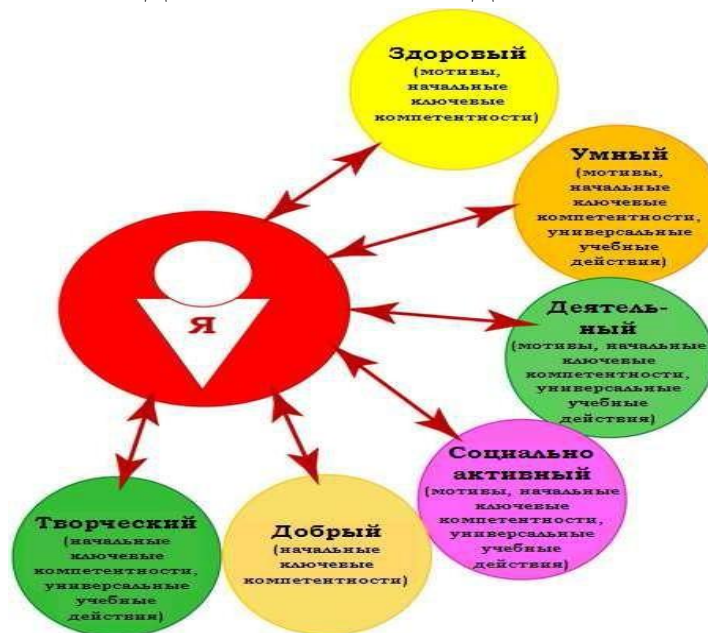 Здоровый
(мотивы,
начальные
ключевые
компетентности)
Умный
(мотивы,
начальные
ключевые
компетентности,
универсальные
учебные
действия)
Деятель-
ный
(мотивы, начальные
ключевые
компетентности,
универсальные
учебные
действия)
Социально
активный
(мотивы, начальные
ключевые
компетентности,
универсальные
учебные
действия)
Добрый
(начальные
ключевые
компетентности)
Творческий
(начальные
ключевые
компетентности,
универсальные
учебные
действия)
Я